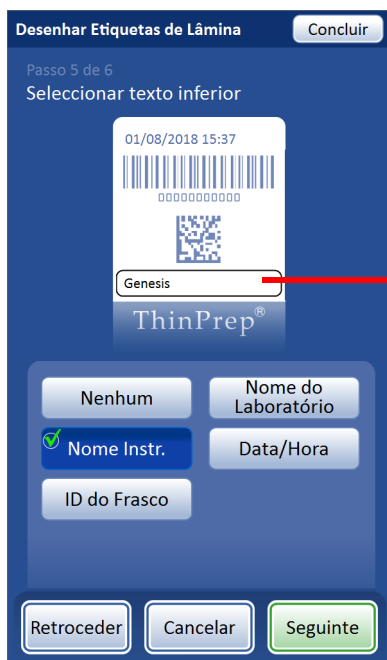 Desenhar Etiquetas de Lâmina
Concluir
Passo 5 de 6
Seleccionar texto inferior
01/08/2018 15:37
00000000000
Genesis
ThinPrep®
Nenhum
Nome do
Laboratório
Nome Instr.
Data/Hora
ID do Frasco
Retroceder
Cancelar
Seguinte